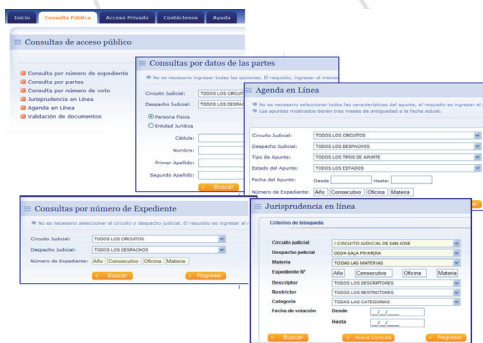 Inicio
Consulta Pública
Acceso Privado
Contáctenos
Ayuda
Consultas de acceso público
Consulta por número de expediente
Consulta por partes
Consulta por número de voto
Jurisprudencia en Línea
Agenda en Línea
Validación de documentos
Consultas por datos de las partes
No es necesario ingresar todas las opciones. El requisito, ingresar al menos
Circuito Judicial:
TODOS LOS CIRCUIT
Despacho Judicial:
TODOS LOS DESPAC
Persona Física
Entidad Jurídica
Cédula:
Nombre:
Primer Apellido:
Segundo Apellido:
Buscar
Agenda en Línea
No es necesario seleccionar todas las características del apunte, el requisito es ingresar al
Los apuntes mostrados tienen tres meses de antiguedad a la fecha actual.
Circuito Judicial: TODOS LOS CIRCUITOS
Despacho Judicial: TODOS LOS DESPACHOS
Tipo de Apunte: TODOS LOS TIPOS DE APUNTE
Estado del Apunte: TODOS LOS ESTADOS
Fecha del Apunte: Desde Hasta:
Número de Expediente: Año Consecutivo Oficina Materia
Consultas por número de Expediente
No es necesario seleccionar el circuito y despacho judicial. El requisito es ingresar al
Circuito Judicial: TODOS LOS CIRCUITOS
Despacho Judicial: TODOS LOS DESPACHOS
Número de Expediente: Año Consecutivo Oficina Materia
Buscar
Regresar
Jurisprudencia en línea
Criterios de búsqueda
Circuito judicial I CIRCUITO JUDICIAL DE SAN JOSE
Despacho judicial 0004-SALA PRIMERA
Materia TODAS LAS MATERIAS
Expediente N° Año Consecutivo Oficina Materia
Descriptor TODOS LOS DESCRIPTORES
Restrictor TODOS LOS RESTRICTORES
Categoría TODAS LAS CATEGORIAS
Fecha de votación Desde __/__/____
Hasta __/__/____
Buscar
Nueva Consulta
Regresar